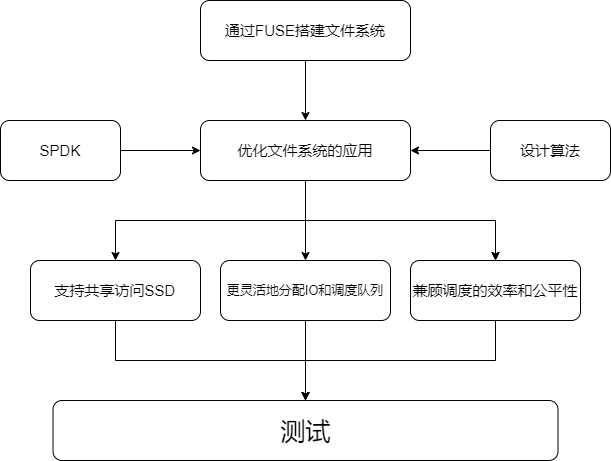 通过FUSE搭建文件系统
SPDK
优化文件系统的应用
设计算法
支持共享访问SSD
更灵活地分配IO和调度队列
兼顾调度的效率和公平性
测试